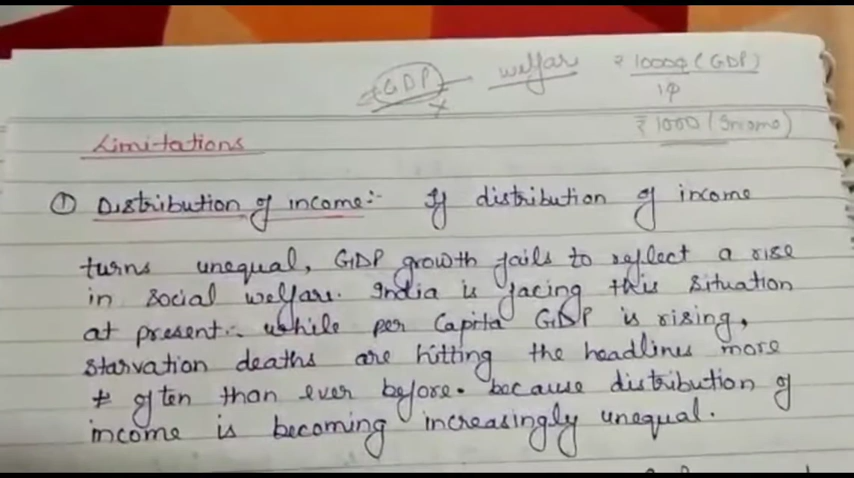 GDP welfar ₹ 10000 (GDP)
10
₹ 1000 (Income)
Limitations
① Distribution of income:- If distribution of income
turns unequal, GDP growth fails to reflect a rise
in social welfare. India is facing this situation
at present:- while per Capita GDP is rising,
starvation deaths are hitting the headlines more
often than ever before. because distribution of
income is becoming increasingly unequal.